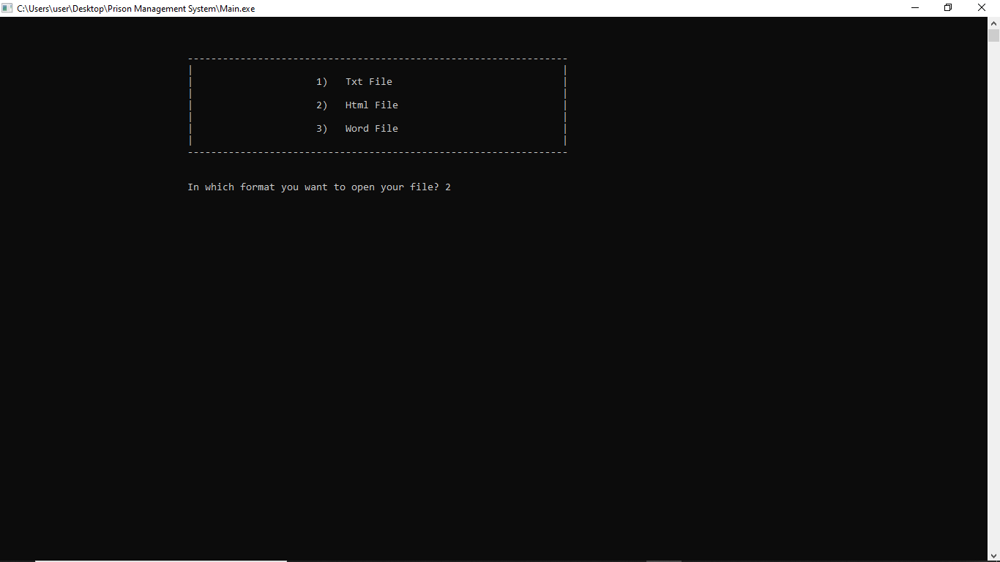 C:\Users\user\Desktop\Prison Management System\Main.exe
---------------------------------------------------------------
1)   Txt File
2)   Html File
3)   Word File
---------------------------------------------------------------
In which format you want to open your file? 2